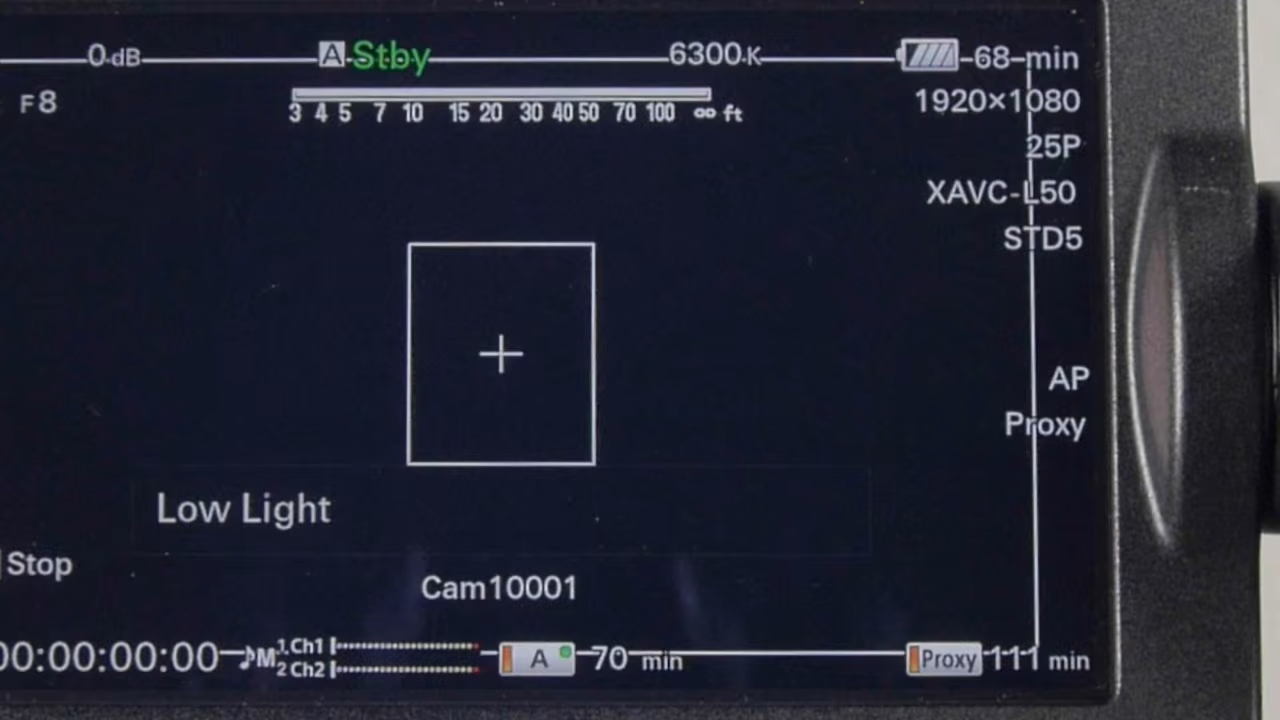 0dB A Stby 6300K 68 min
F8
3 4 5 7 10 15 20 30 40 50 70 100 ∞ ft
1920×1080
25P
XAVC-L50
STD5
AP
Proxy
Low Light
Stop
Cam10001
00:00:00:00 M 1.Ch1 A 70 min Proxy 111 min
2 Ch2